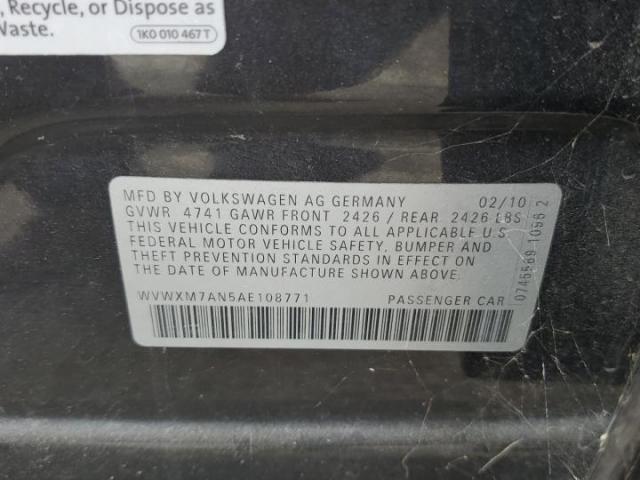 , Recycle, or Dispose as
Waste.
1K0 010 467 T
MFD BY VOLKSWAGEN AG GERMANY 02/10
GVWR 4741 GAWR FRONT 2426 / REAR 2426 LBS
THIS VEHICLE CONFORMS TO ALL APPLICABLE U.S.
FEDERAL MOTOR VEHICLE SAFETY, BUMPER AND
THEFT PREVENTION STANDARDS IN EFFECT ON
THE DATE OF MANUFACTURE SHOWN ABOVE.
WVWXM7AN5AE108771 PASSENGER CAR